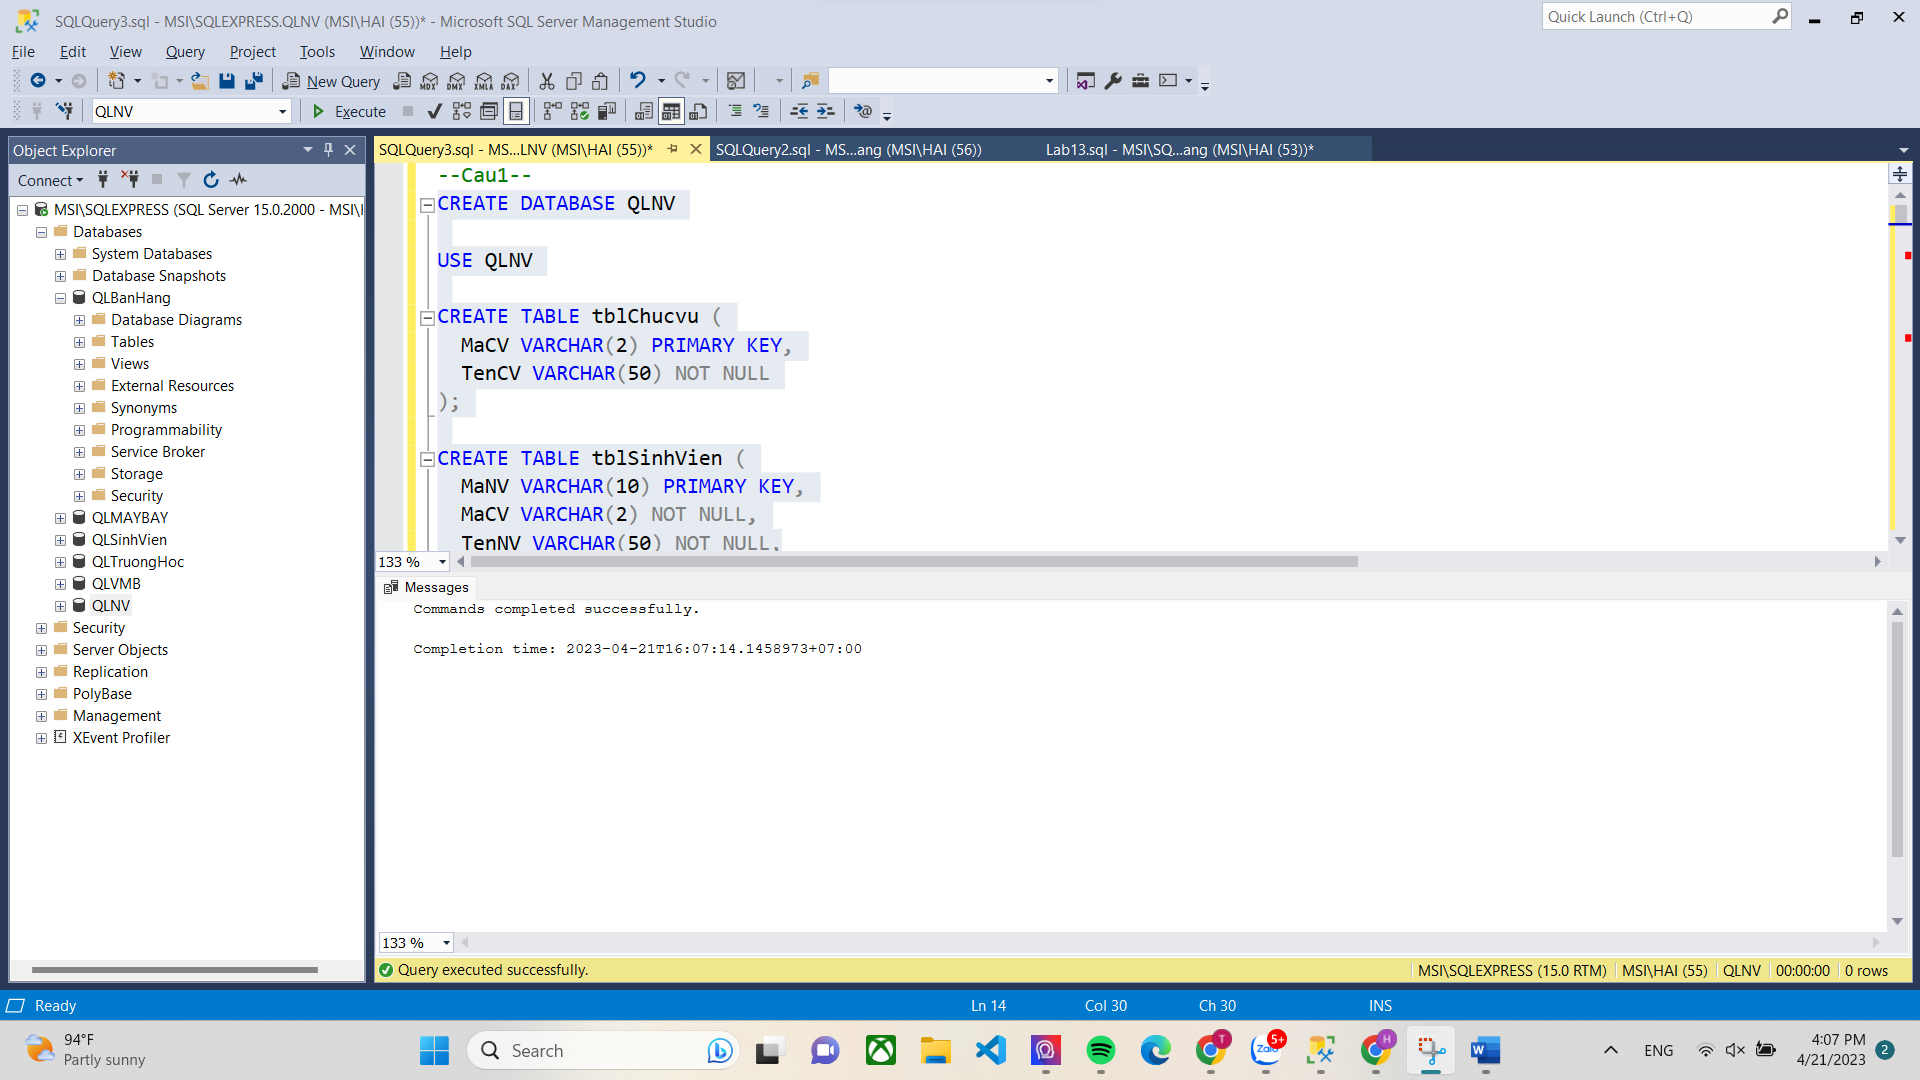 SQLQuery3.sql - MSI\SQLEXPRESS.QLNV (MSI\HAI (55))* - Microsoft SQL Server Management Studio
Quick Launch (Ctrl+Q)
File Edit View Query Project Tools Window Help
New Query MDX DMX XMLA DAX
QLNV Execute
Object Explorer
SQLQuery3.sql - MS...LNV (MSI\HAI (55))* SQLQuery2.sql - MS...ang (MSI\HAI (56)) Lab13.sql - MSI\SQ...ang (MSI\HAI (53))*
Connect
MSI\SQLEXPRESS (SQL Server 15.0.2000 - MSI\
Databases
System Databases
Database Snapshots
QLBanHang
Database Diagrams
Tables
Views
External Resources
Synonyms
Programmability
Service Broker
Storage
Security
QLMAYBAY
QLSinhVien
QLTruongHoc
QLVMB
QLNV
Security
Server Objects
Replication
PolyBase
Management
XEvent Profiler
--Cau1--
CREATE DATABASE QLNV
USE QLNV
CREATE TABLE tblChucvu (
MaCV VARCHAR(2) PRIMARY KEY,
TenCV VARCHAR(50) NOT NULL
);
CREATE TABLE tblSinhVien (
MaNV VARCHAR(10) PRIMARY KEY,
MaCV VARCHAR(2) NOT NULL,
TenNV VARCHAR(50) NOT NULL,
133 %
Messages
Commands completed successfully.
Completion time: 2023-04-21T16:07:14.1458973+07:00
133 %
Query executed successfully. MSI\SQLEXPRESS (15.0 RTM) MSI\HAI (55) QLNV 00:00:00 0 rows
Ready Ln 14 Col 30 Ch 30 INS
94°F
Partly sunny
Search
T
Zalo 5+
H
W
ENG
4:07 PM
4/21/2023
2